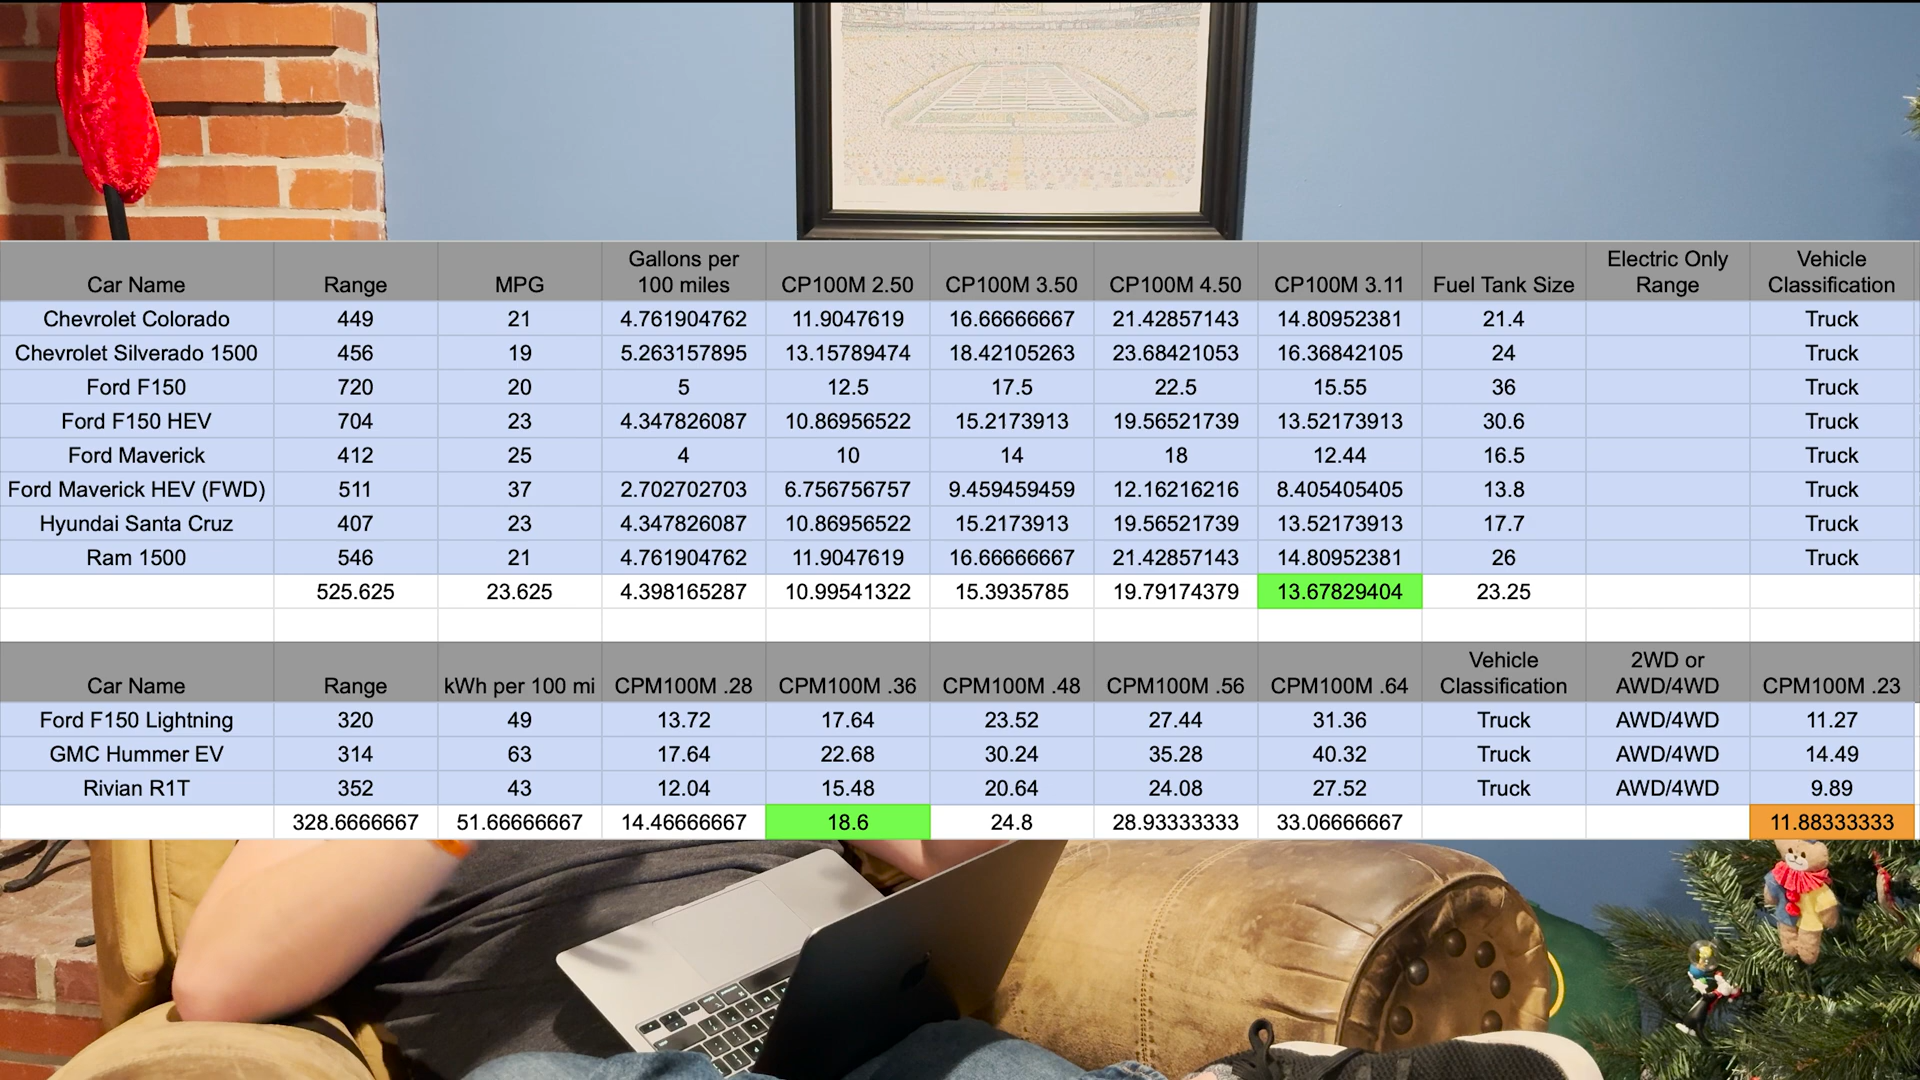 Car Name Range MPG Gallons per 100 miles CP100M 2.50 CP100M 3.50 CP100M 4.50 CP100M 3.11 Fuel Tank Size Electric Only Range Vehicle Classification
Chevrolet Colorado 449 21 4.761904762 11.9047619 16.66666667 21.42857143 14.80952381 21.4 Truck
Chevrolet Silverado 1500 456 19 5.263157895 13.15789474 18.42105263 23.68421053 16.36842105 24 Truck
Ford F150 720 20 5 12.5 17.5 22.5 15.55 36 Truck
Ford F150 HEV 704 23 4.347826087 10.86956522 15.2173913 19.56521739 13.52173913 30.6 Truck
Ford Maverick 412 25 4 10 14 18 12.44 16.5 Truck
Ford Maverick HEV (FWD) 511 37 2.702702703 6.756756757 9.459459459 12.16216216 8.405405405 13.8 Truck
Hyundai Santa Cruz 407 23 4.347826087 10.86956522 15.2173913 19.56521739 13.52173913 17.7 Truck
Ram 1500 546 21 4.761904762 11.9047619 16.66666667 21.42857143 14.80952381 26 Truck
525.625 23.625 4.398165287 10.99541322 15.3935785 19.79174379 13.67829404 23.25
Car Name Range kWh per 100 mi CPM100M .28 CPM100M .36 CPM100M .48 CPM100M .56 CPM100M .64 Vehicle Classification 2WD or AWD/4WD CPM100M .23
Ford F150 Lightning 320 49 13.72 17.64 23.52 27.44 31.36 Truck AWD/4WD 11.27
GMC Hummer EV 314 63 17.64 22.68 30.24 35.28 40.32 Truck AWD/4WD 14.49
Rivian R1T 352 43 12.04 15.48 20.64 24.08 27.52 Truck AWD/4WD 9.89
328.6666667 51.66666667 14.46666667 18.6 24.8 28.93333333 33.06666667 11.88333333